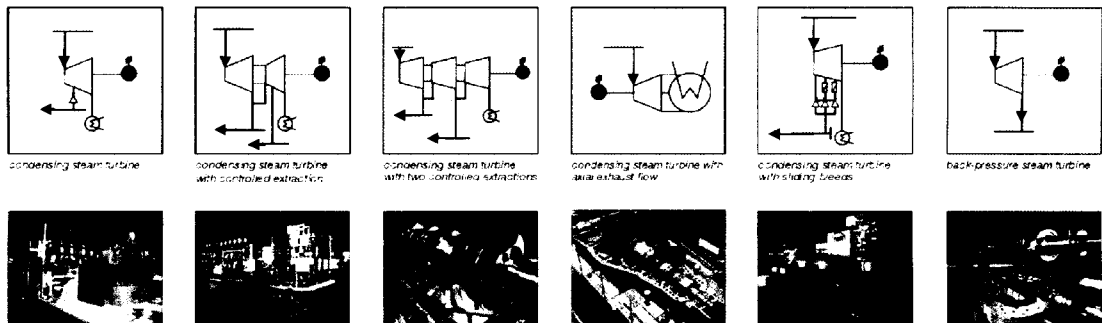 condensing steam turbine
condensing steam turbine
with controlled extraction
condensing steam turbine
with two controlled extractions
condensing steam turbine with
axial exhaust flow
condensing steam turbine
with sliding bleeds
back-pressure steam turbine